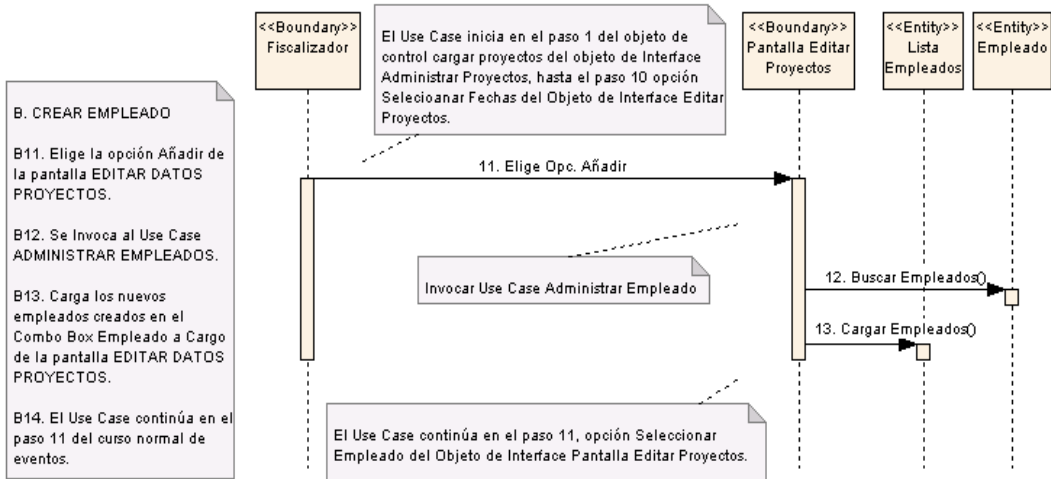 <<Boundary>>
Fiscalizador
El Use Case inicia en el paso 1 del objeto de
control cargar proyectos del objeto de Interface
Administrar Proyectos, hasta el paso 10 opción
Selecioanar Fechas del Objeto de Interface Editar
Proyectos.
<<Boundary>>
Pantalla Editar
Proyectos
<<Entity>>
Lista
Empleados
<<Entity>>
Empleado
B. CREAR EMPLEADO
B11. Elige la opción Añadir de
la pantalla EDITAR DATOS
PROYECTOS.
B12. Se Invoca al Use Case
ADMINISTRAR EMPLEADOS.
B13. Carga los nuevos
empleados creados en el
Combo Box Empleado a Cargo
de la pantalla EDITAR DATOS
PROYECTOS.
B14. El Use Case continúa en el
paso 11 del curso normal de
eventos.
11. Elige Opc. Añadir
Invocar Use Case Administrar Empleado
12. Buscar Empleados()
13. Cargar Empleados()
El Use Case continúa en el paso 11, opción Seleccionar
Empleado del Objeto de Interface Pantalla Editar Proyectos.